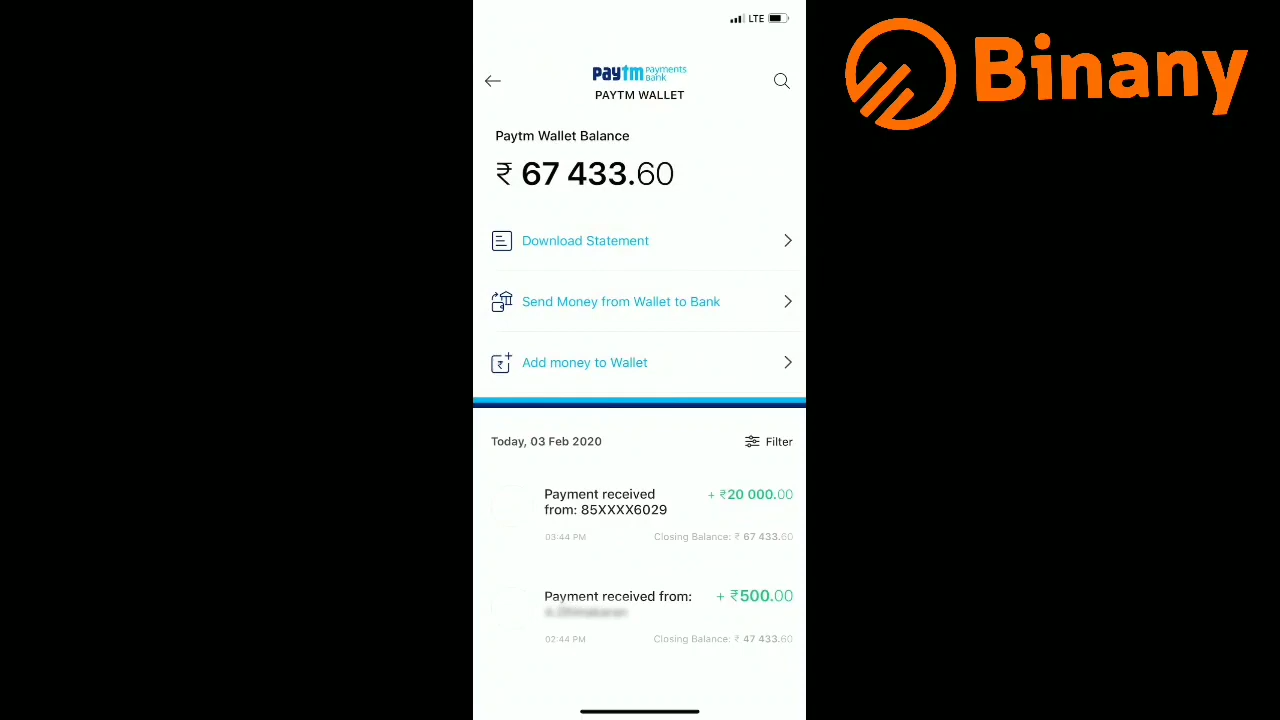 LTE
Binany
paytm Payments Bank
PAYTM WALLET
Paytm Wallet Balance
₹ 67 433.60
Download Statement
Send Money from Wallet to Bank
Add money to Wallet
Today, 03 Feb 2020
Filter
Payment received + ₹20 000.00
from: 85XXXX6029
03:44 PM Closing Balance: ₹ 67 433.60
Payment received from: + ₹500.00
02:44 PM Closing Balance: ₹ 47 433.60